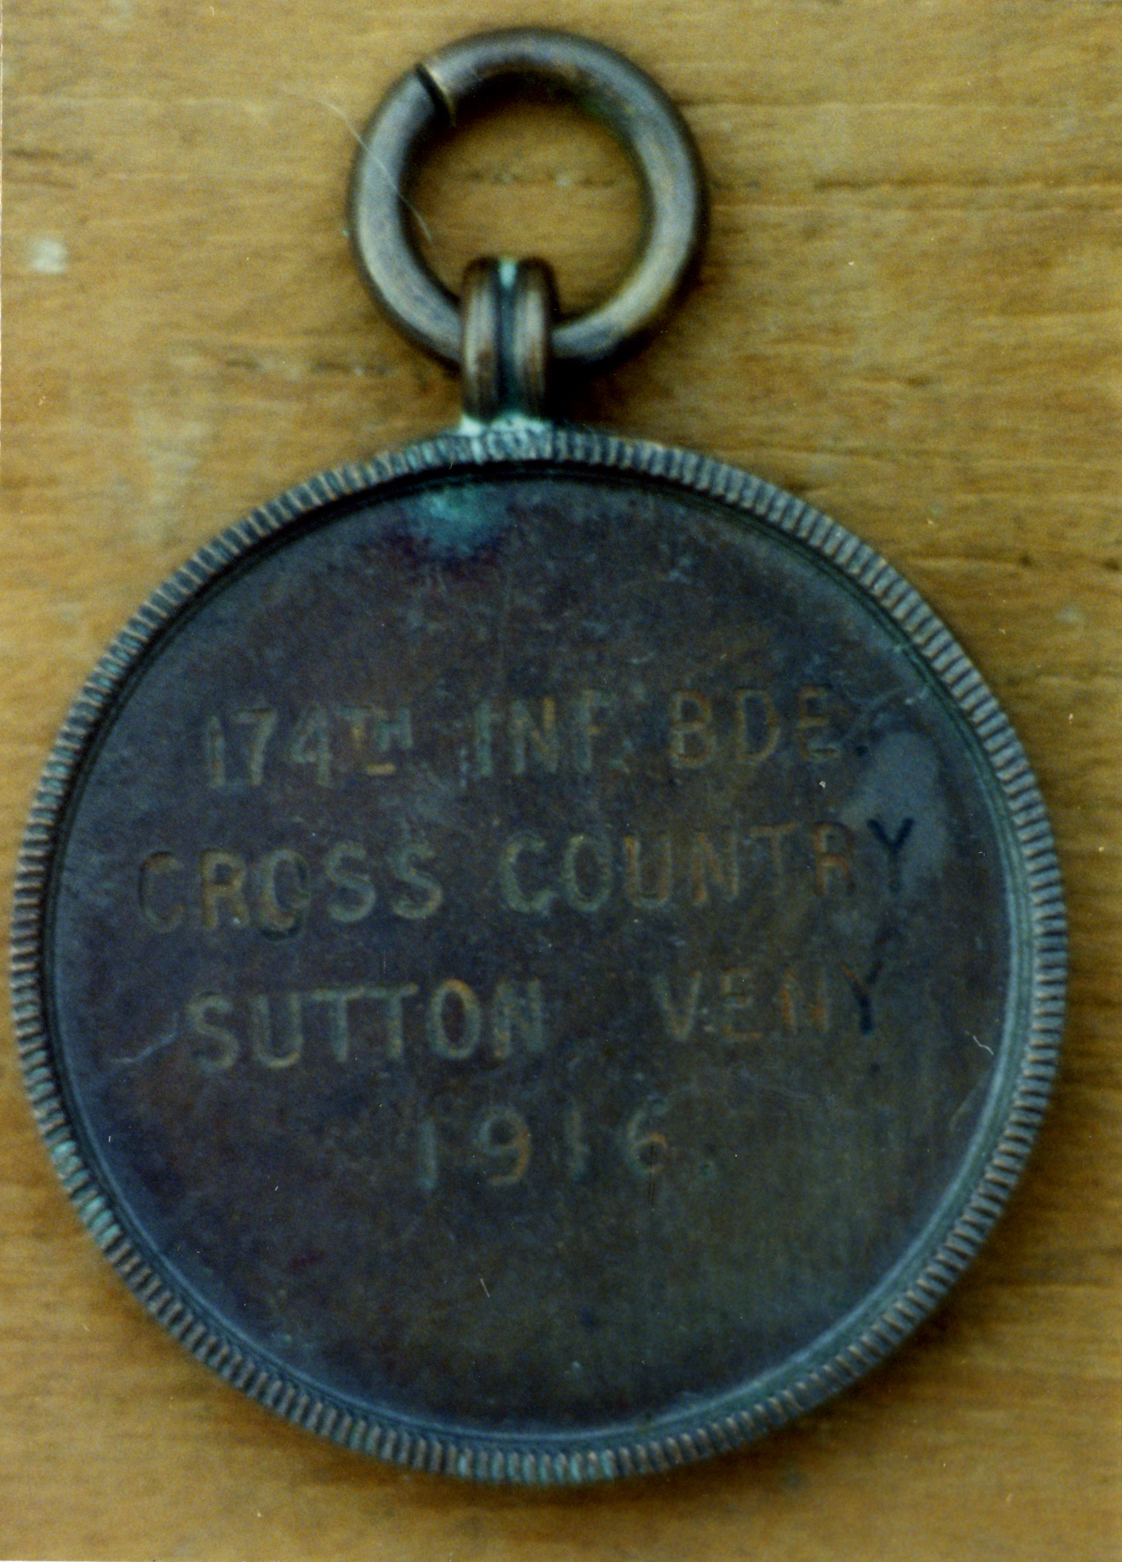 174TH INF. BDE.
CROSS COUNTRY
SUTTON VENY
1916.